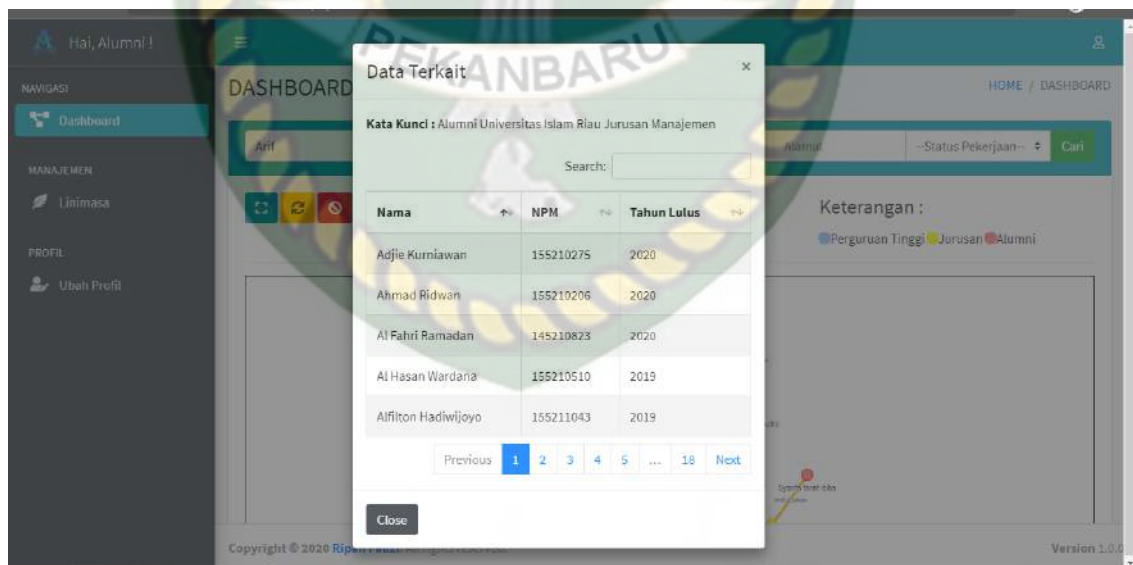 Hai, Alumni !
NAVIGASI
Dashboard
MANAJEMEN
Linimasa
PROFIL
Ubah Profil
DASHBOARD
HOME / DASHBOARD
Arif
Alamat
--Status Pekerjaan--
Cari
Keterangan :
Perguruan Tinggi Jurusan Alumni
PEKANBARU
Data Terkait
×
Kata Kunci : Alumni Universitas Islam Riau Jurusan Manajemen
Search:
Nama NPM Tahun Lulus
Adjie Kurniawan 155210275 2020
Ahmad Ridwan 155210206 2020
Al Fahri Ramadan 145210823 2020
Al Hasan Wardana 155210510 2019
Alfilton Hadiwijoyo 155211043 2019
Previous 1 2 3 4 5 ... 18 Next
Close
Copyright © 2020
Version 1.0.0